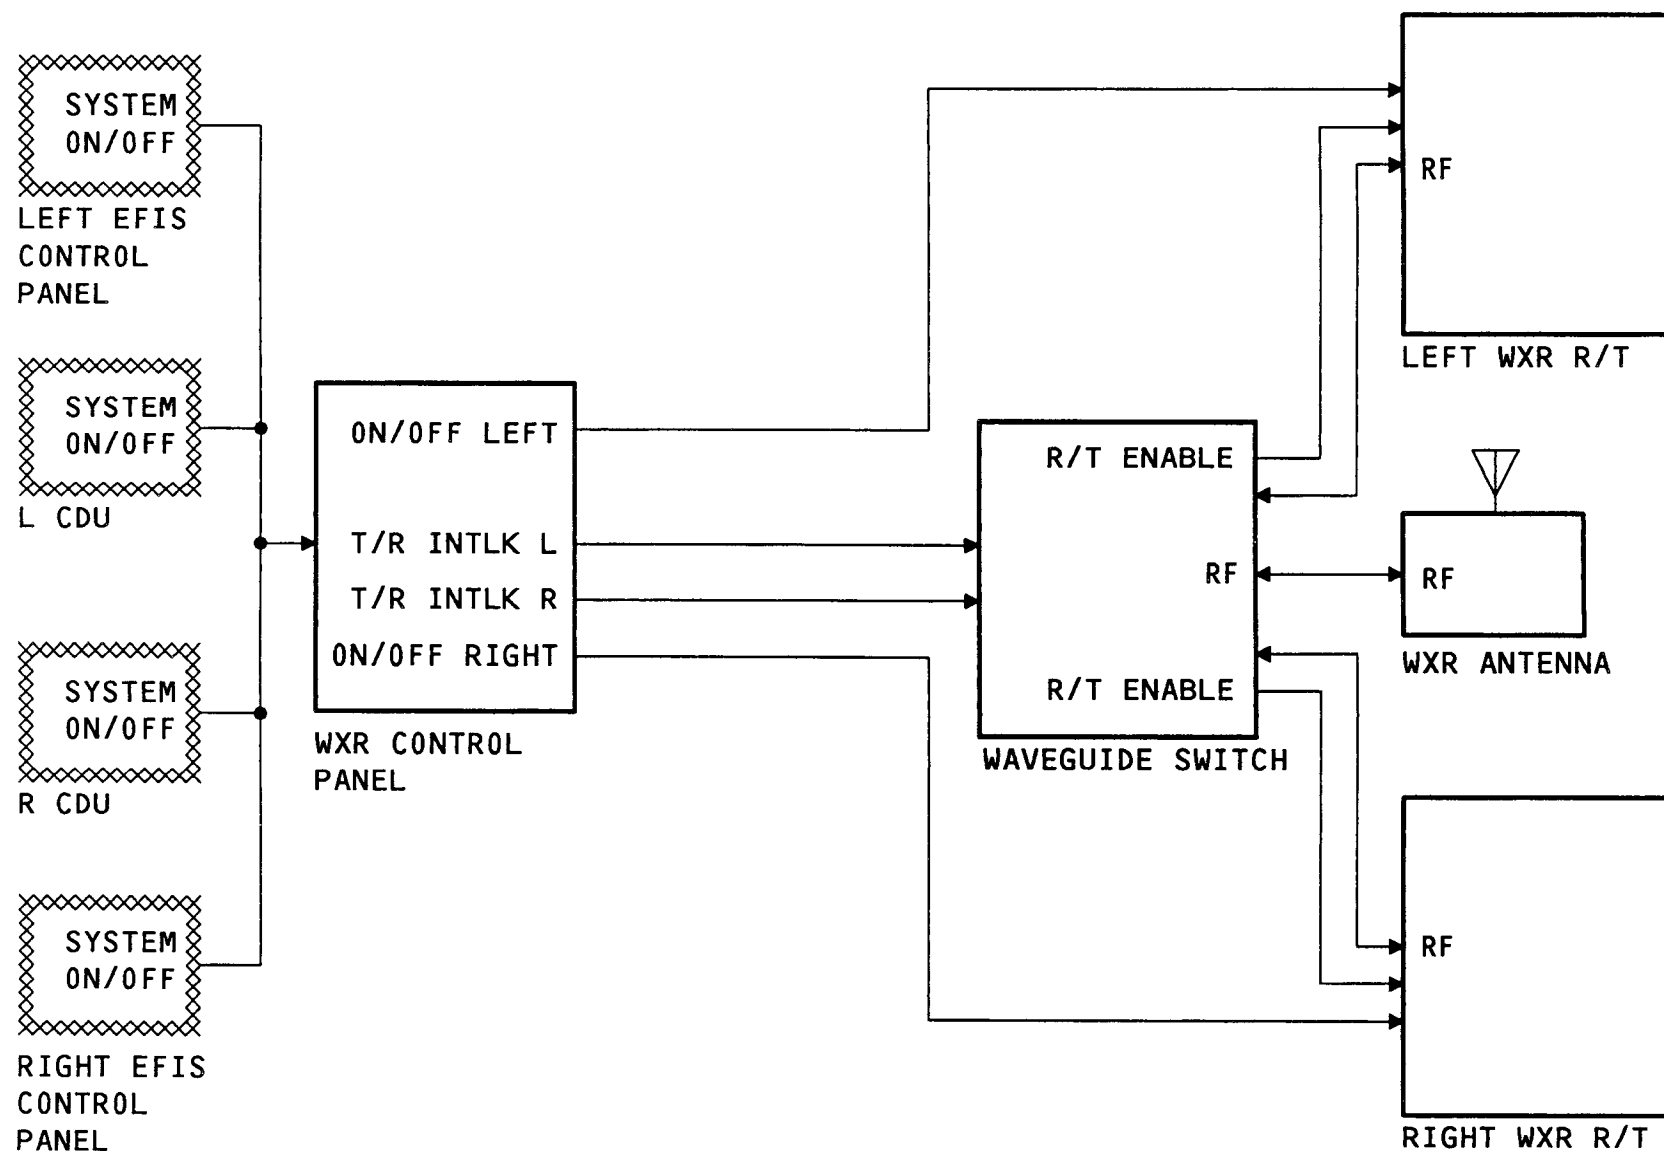 SYSTEM
ON/OFF
LEFT EFIS
CONTROL
PANEL
SYSTEM
ON/OFF
L CDU
SYSTEM
ON/OFF
R CDU
SYSTEM
ON/OFF
RIGHT EFIS
CONTROL
PANEL
ON/OFF LEFT
T/R INTLK L
T/R INTLK R
ON/OFF RIGHT
WXR CONTROL
PANEL
R/T ENABLE
RF
R/T ENABLE
WAVEGUIDE SWITCH
RF
LEFT WXR R/T
RF
WXR ANTENNA
RF
RIGHT WXR R/T